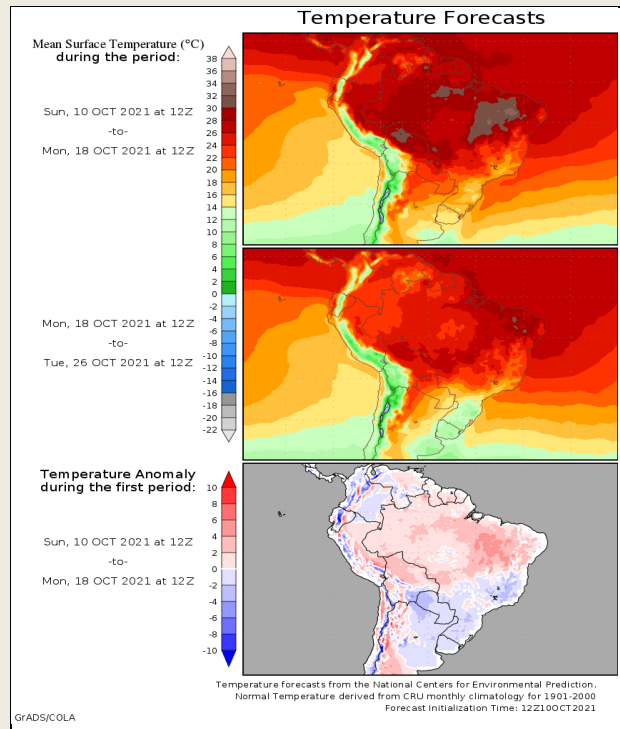 Temperature Forecasts
Mean Surface Temperature (°C)
during the period:
38
36
34
32
30
28
26
24
22
20
18
16
14
12
10
8
6
4
2
0
-2
-4
-6
-8
-10
-12
-14
-16
-18
-20
-22
Sun, 10 OCT 2021 at 12Z
-to-
Mon, 18 OCT 2021 at 12Z
Mon, 18 OCT 2021 at 12Z
-to-
Tue, 26 OCT 2021 at 12Z
Temperature Anomaly
during the first period:
10
8
6
4
2
0
-2
-4
-6
-8
-10
Sun, 10 OCT 2021 at 12Z
-to-
Mon, 18 OCT 2021 at 12Z
Temperature forecasts from the National Centers for Environmental Prediction.
Normal Temperature derived from CRU monthly climatology for 1901-2000
Forecast Initialization Time: 12Z10OCT2021
GrADS/COLA